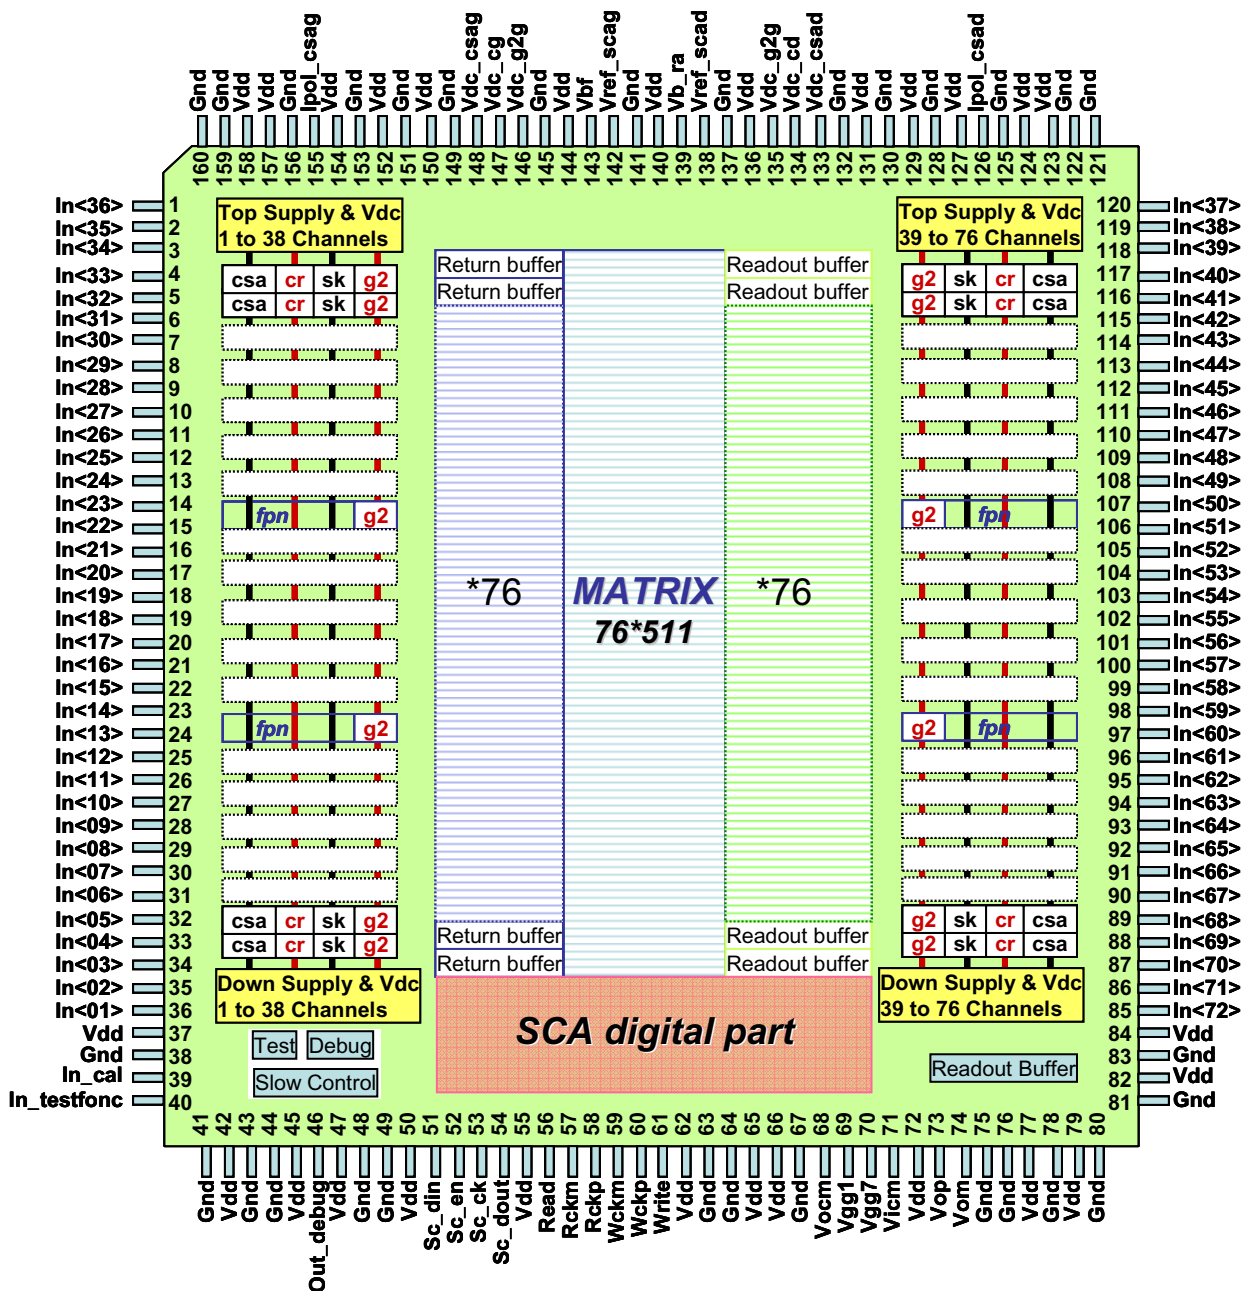 Gnd
Gnd
Vdd
Vdd
Gnd
Ipol_csag
Vdd
Gnd
Vdd
Gnd
Vdd
Gnd
Vdc_csag
Vdc_cg
Vdc_g2g
Gnd
Vdd
Vbf
Vref_scag
Gnd
Vdd
Vb_ra
Vref_scad
Gnd
Vdd
Vdc_g2g
Vdc_cd
Vdc_csad
Gnd
Vdd
Gnd
Vdd
Gnd
Vdd
Ipol_csad
Gnd
Vdd
Vdd
Gnd
Gnd
160
159
158
157
156
155
154
153
152
151
150
149
148
147
146
145
144
143
142
141
140
139
138
137
136
135
134
133
132
131
130
129
128
127
126
125
124
123
122
121
In<36> 1
In<35> 2
In<34> 3
In<33> 4
In<32> 5
In<31> 6
In<30> 7
In<29> 8
In<28> 9
In<27> 10
In<26> 11
In<25> 12
In<24> 13
In<23> 14
In<22> 15
In<21> 16
In<20> 17
In<19> 18
In<18> 19
In<17> 20
In<16> 21
In<15> 22
In<14> 23
In<13> 24
In<12> 25
In<11> 26
In<10> 27
In<09> 28
In<08> 29
In<07> 30
In<06> 31
In<05> 32
In<04> 33
In<03> 34
In<02> 35
In<01> 36
Vdd 37
Gnd 38
In_cal 39
In_testfonc 40
Top Supply & Vdc
1 to 38 Channels
csa cr sk g2
csa cr sk g2
fpn g2
fpn g2
csa cr sk g2
csa cr sk g2
Down Supply & Vdc
1 to 38 Channels
Test Debug
Slow Control
Return buffer
Return buffer
*76
Return buffer
Return buffer
MATRIX
76*511
Readout buffer
Readout buffer
*76
Readout buffer
Readout buffer
SCA digital part
Top Supply & Vdc
39 to 76 Channels
g2 sk cr csa
g2 sk cr csa
g2 fpn
g2 fpn
g2 sk cr csa
g2 sk cr csa
Down Supply & Vdc
39 to 76 Channels
Readout Buffer
120 In<37>
119 In<38>
118 In<39>
117 In<40>
116 In<41>
115 In<42>
114 In<43>
113 In<44>
112 In<45>
111 In<46>
110 In<47>
109 In<48>
108 In<49>
107 In<50>
106 In<51>
105 In<52>
104 In<53>
103 In<54>
102 In<55>
101 In<56>
100 In<57>
99 In<58>
98 In<59>
97 In<60>
96 In<61>
95 In<62>
94 In<63>
93 In<64>
92 In<65>
91 In<66>
90 In<67>
89 In<68>
88 In<69>
87 In<70>
86 In<71>
85 In<72>
84 Vdd
83 Gnd
82 Vdd
81 Gnd
41
42
43
44
45
46
47
48
49
50
51
52
53
54
55
56
57
58
59
60
61
62
63
64
65
66
67
68
69
70
71
72
73
74
75
76
77
78
79
80
Gnd
Vdd
Gnd
Gnd
Vdd
Out_debug
Vdd
Gnd
Gnd
Vdd
Sc_din
Sc_en
Sc_ck
Sc_dout
Vdd
Read
Rckm
Rckp
Wckm
Wckp
Write
Vdd
Gnd
Gnd
Vdd
Vdd
Gnd
Vocm
Vgg1
Vgg7
Vicm
Vdd
Vop
Vom
Gnd
Gnd
Vdd
Gnd
Vdd
Gnd